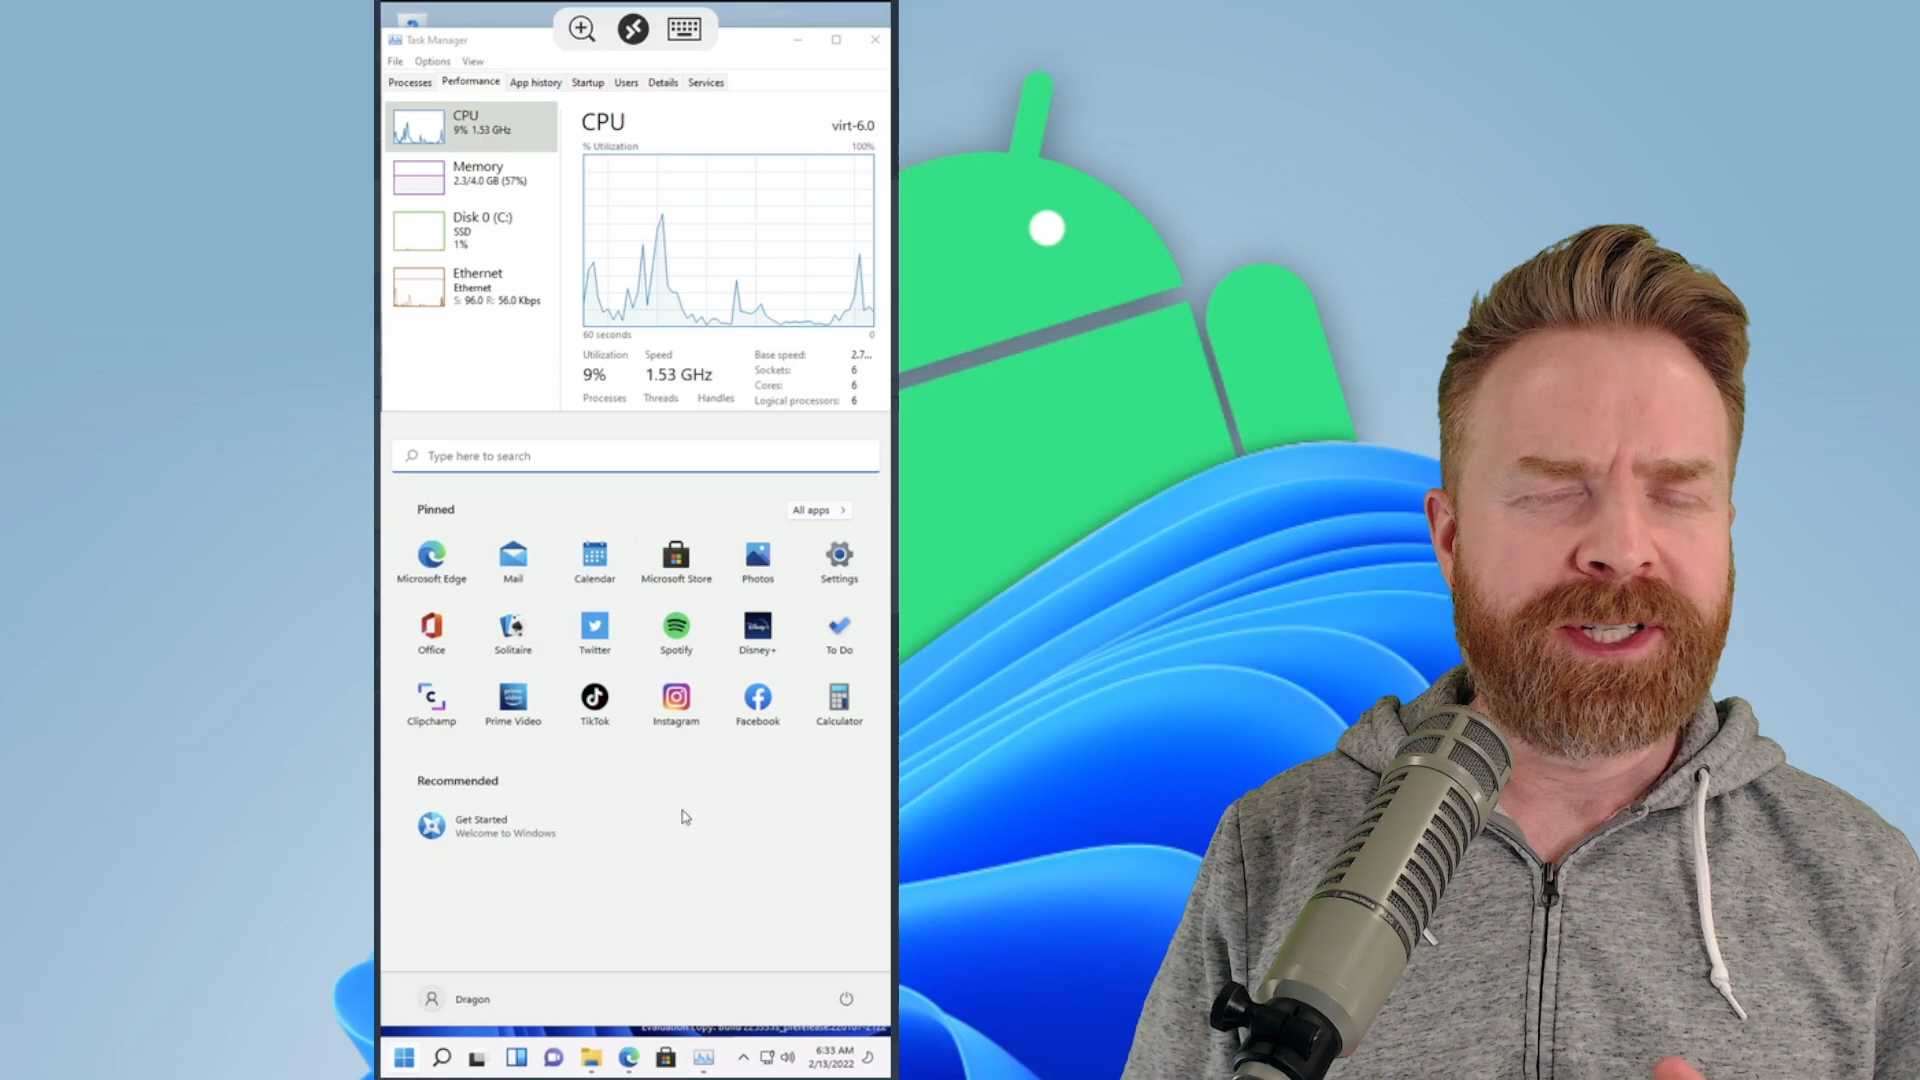 Task Manager
File Options View
Processes Performance App history Startup Users Details Services
CPU
9% 1.53 GHz
Memory
2.3/4.0 GB (57%)
Disk 0 (C:)
SSD
1%
Ethernet
Ethernet
S: 96.0 R: 56.0 Kbps
CPU virt-6.0
% Utilization 100%
60 seconds 0
Utilization Speed
9% 1.53 GHz
Processes Threads Handles
Base speed: 2.7...
Sockets: 6
Cores: 6
Logical processors: 6
Type here to search
Pinned All apps >
Microsoft Edge Mail Calendar Microsoft Store Photos Settings
Office Solitaire Twitter Spotify Disney+ To Do
Clipchamp Prime Video TikTok Instagram Facebook Calculator
Recommended
Get Started
Welcome to Windows
Dragon
Evaluation copy. Build
6:33 AM
2/13/2022